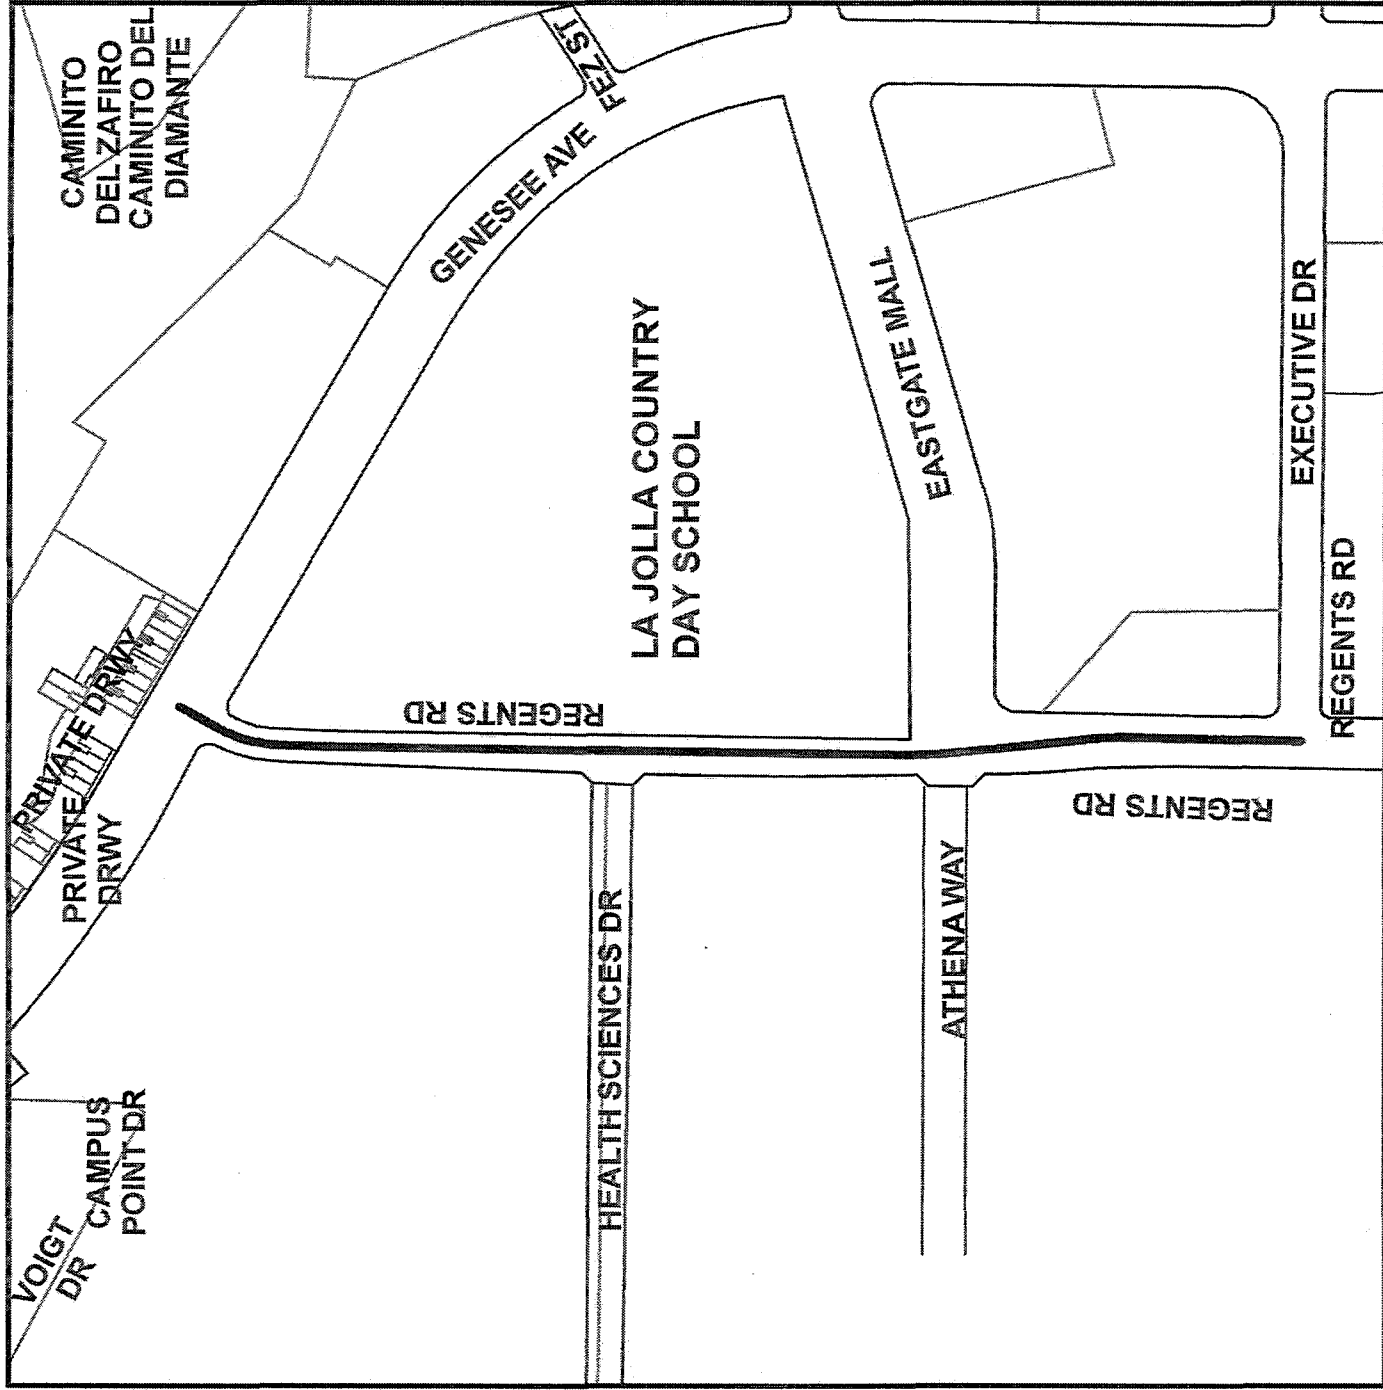 VOIGT
DR
CAMPUS
POINT DR
PRIVATE
DRWY
PRIVATE DRWY
CAMINITO
DEL ZAFIRO
CAMINITO DEL
DIAMANTE
GENESEE AVE
FEZ ST
REGENTS RD
LA JOLLA COUNTRY
DAY SCHOOL
HEALTH SCIENCES DR
EASTGATE MALL
ATHENA WAY
REGENTS RD
EXECUTIVE DR
REGENTS RD